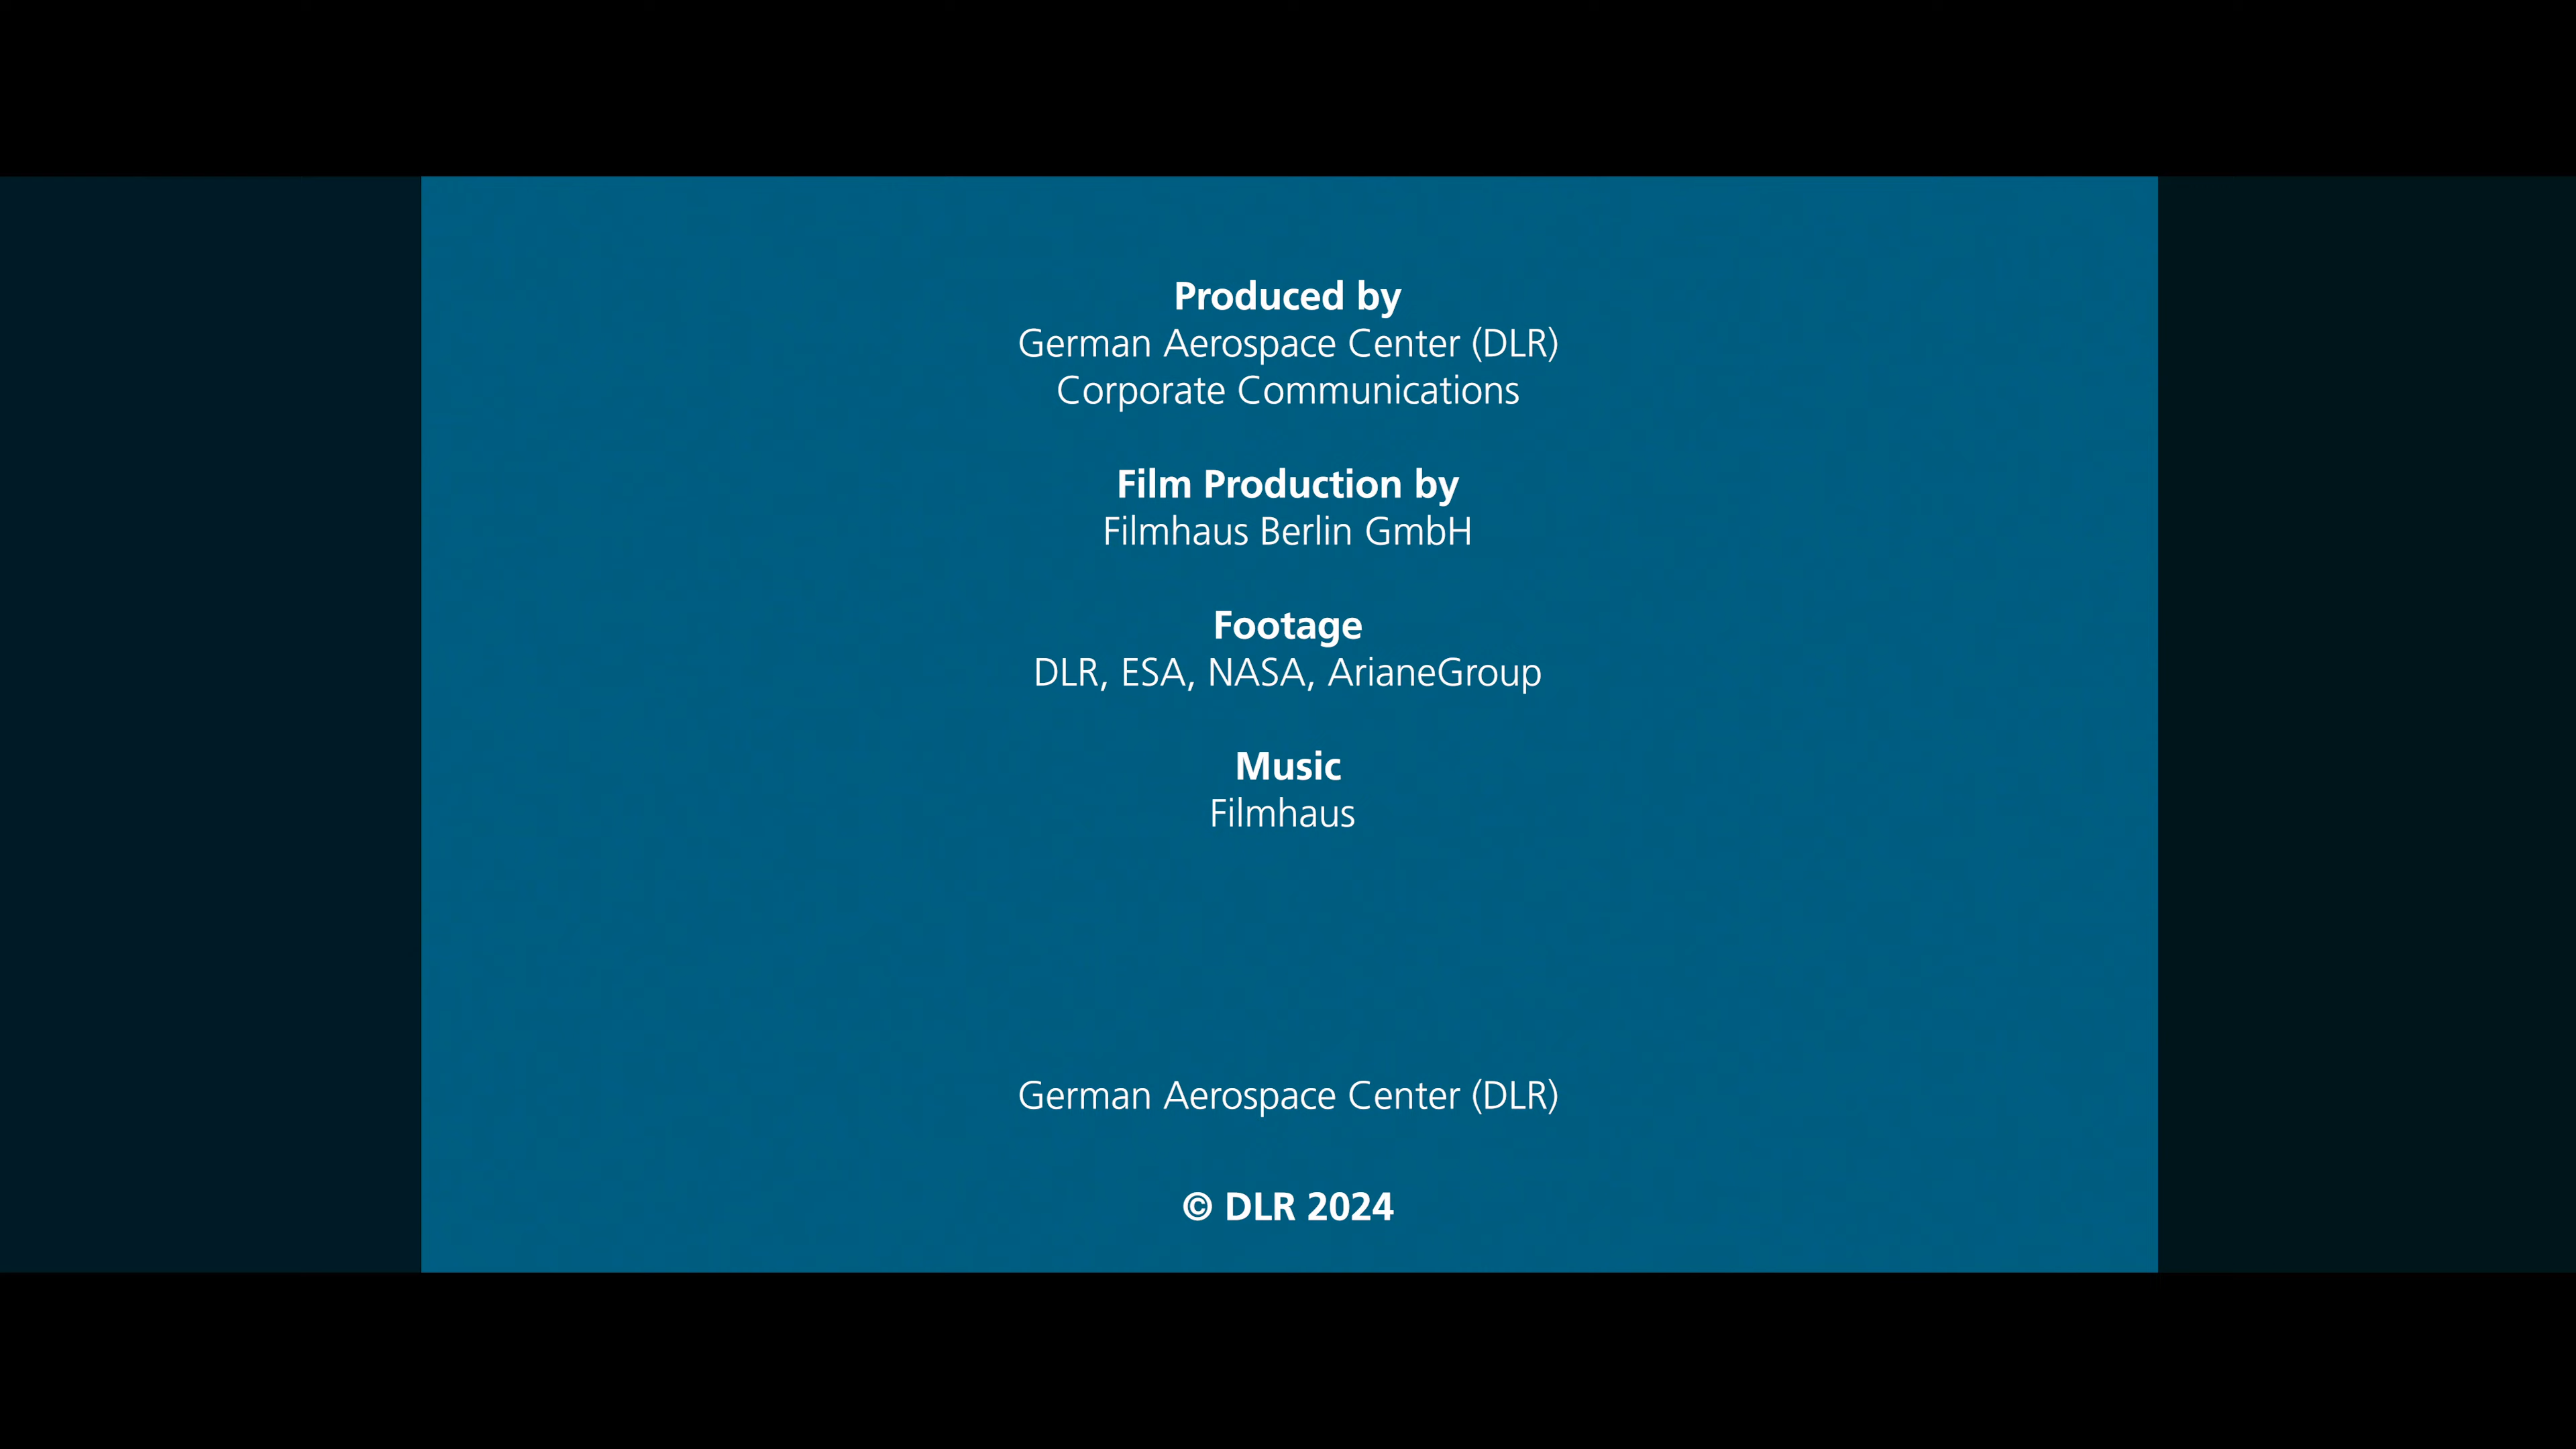 Produced by
German Aerospace Center (DLR)
Corporate Communications
Film Production by
Filmhaus Berlin GmbH
Footage
DLR, ESA, NASA, ArianeGroup
Music
Filmhaus
German Aerospace Center (DLR)
© DLR 2024